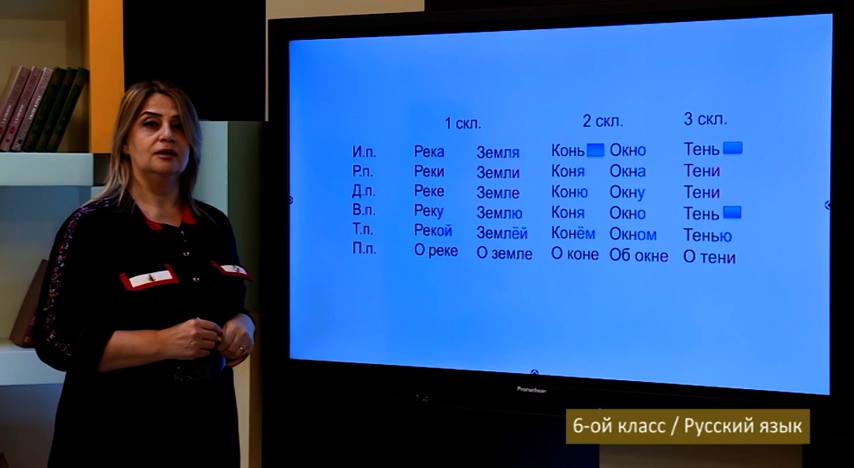 1 скл. 2 скл. 3 скл.
И.п. Река Земля Конь Окно Тень
Р.п. Реки Земли Коня Окна Тени
Д.п. Реке Земле Коню Окну Тени
В.п. Реку Землю Коня Окно Тень
Т.п. Рекой Землёй Конём Окном Тенью
П.п. О реке О земле О коне Об окне О тени
Promethean
6-ой класс / Русский язык